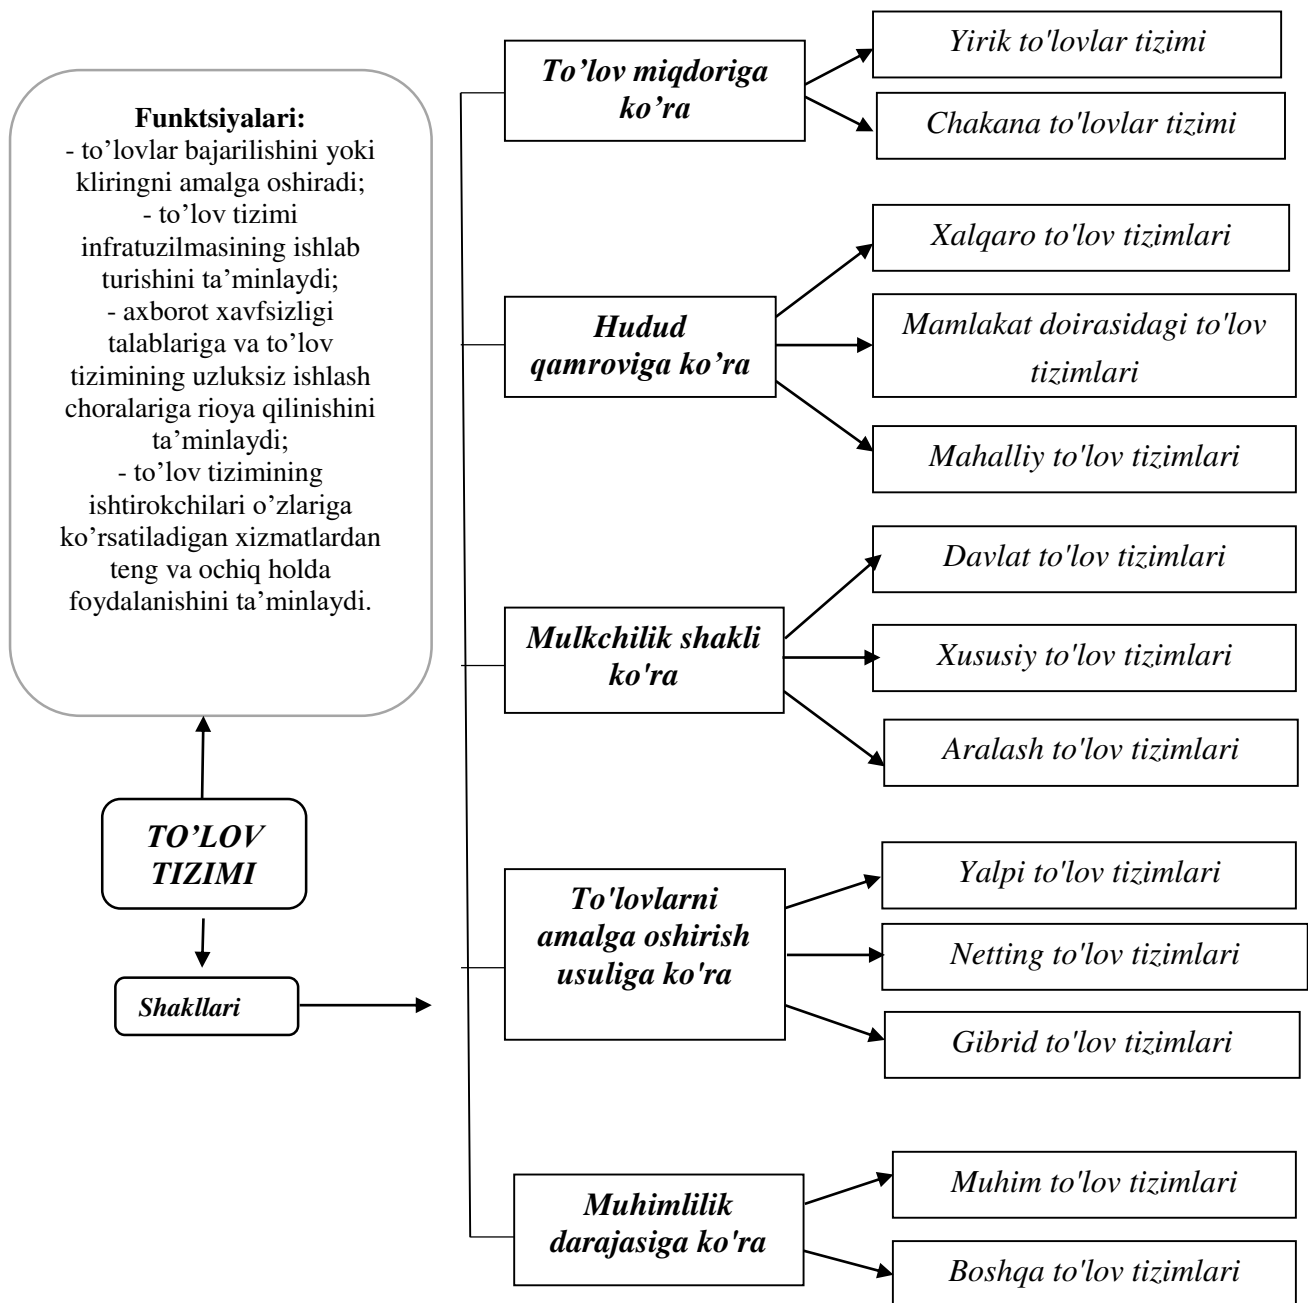 Funktsiyalari:
- to’lovlar bajarilishini yoki
kliringni amalga oshiradi;
- to’lov tizimi
infratuzilmasining ishlab
turishini ta’minlaydi;
- axborot xavfsizligi
talablariga va to’lov
tizimining uzluksiz ishlash
choralariga rioya qilinishini
ta’minlaydi;
- to’lov tizimining
ishtirokchilari o’zlariga
ko’rsatiladigan xizmatlardan
teng va ochiq holda
foydalanishini ta’minlaydi.
TO’LOV
TIZIMI
Shakllari
To’lov miqdoriga
ko’ra
Yirik to'lovlar tizimi
Chakana to'lovlar tizimi
Hudud
qamroviga ko’ra
Xalqaro to'lov tizimlari
Mamlakat doirasidagi to'lov
tizimlari
Mahalliy to'lov tizimlari
Mulkchilik shakli
ko'ra
Davlat to'lov tizimlari
Xususiy to'lov tizimlari
Aralash to'lov tizimlari
To'lovlarni
amalga oshirish
usuliga ko'ra
Yalpi to'lov tizimlari
Netting to'lov tizimlari
Gibrid to'lov tizimlari
Muhimlilik
darajasiga ko'ra
Muhim to'lov tizimlari
Boshqa to'lov tizimlari